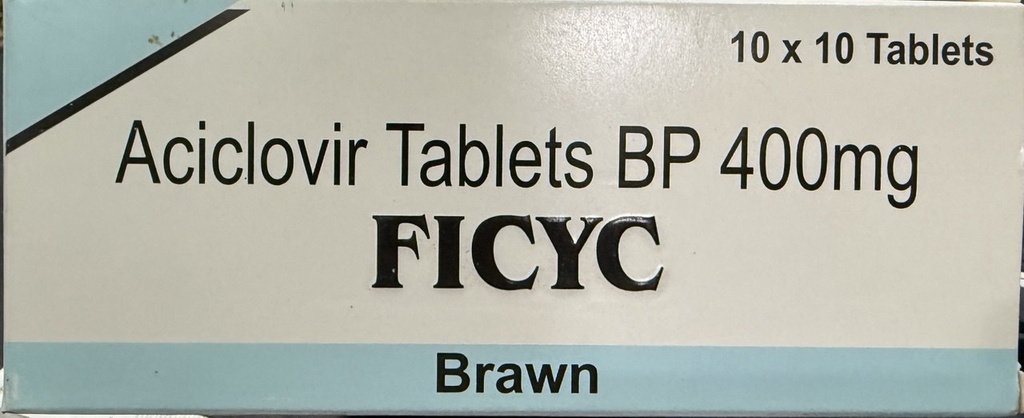 10 x 10 Tablets
Aciclovir Tablets BP 400mg
FICYC
Brawn